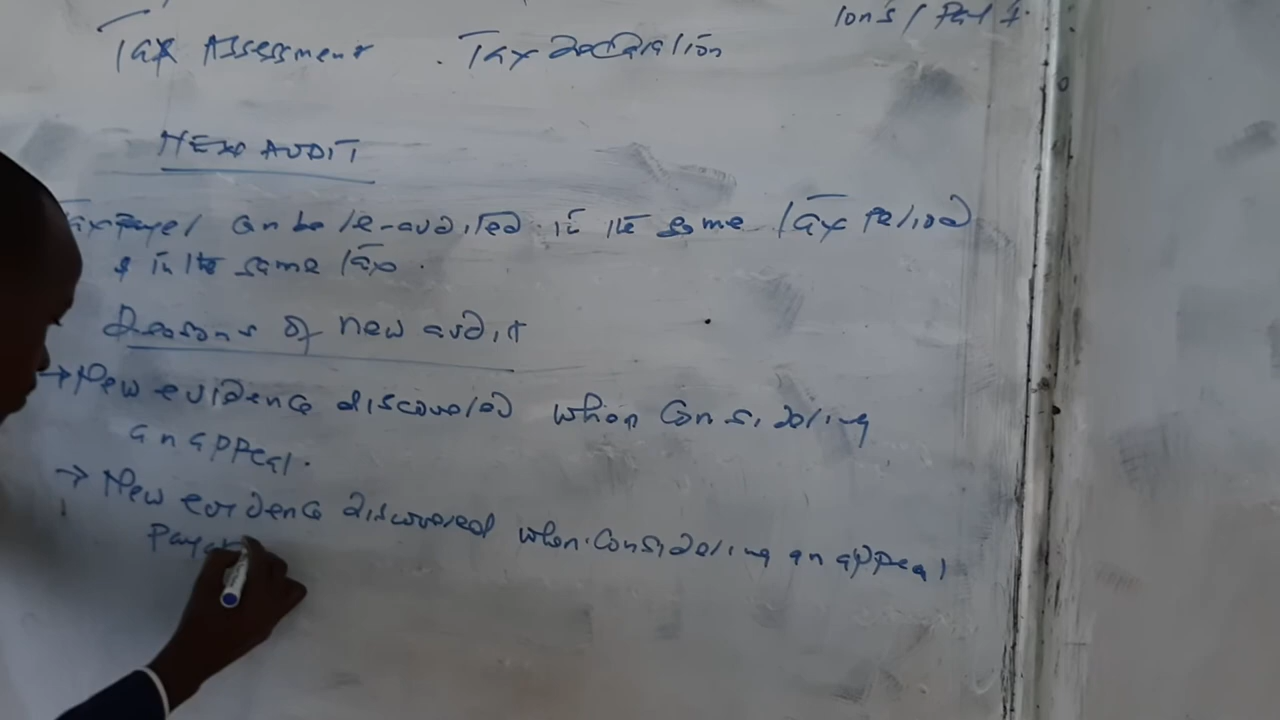 Tax Assessment . Tax Declaration
NEW AUDIT
Taxpayer can be re-audited in the same Tax Period
& in the same Tax.
Reasons of new audit
→ New evidence discovered when considering
an appeal.
→ New evidence discovered when considering an appeal